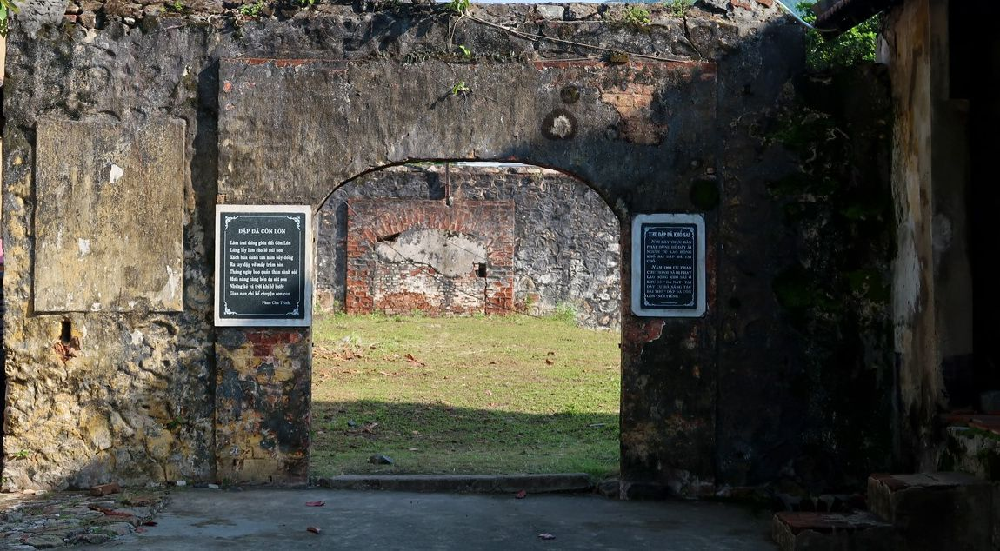 ĐẬP ĐÁ CÔN LÔN
Làm trai đứng giữa đất Côn Lôn
Lừng lẫy làm cho lở núi non
Xách búa đánh tan năm bảy đống
Ra tay đập vỡ mấy trăm hòn
Tháng ngày bao quản thân sành sỏi
Mưa nắng càng bền dạ sắt son
Những kẻ vá trời khi lỡ bước
Gian nan chi kể chuyện con con
Phan Chu Trinh
KHU ĐẬP ĐÁ KHỔ SAI
NƠI ĐÂY THỰC DÂN
PHÁP DÙNG ĐỂ ĐÀY ẢI
NGƯỜI TÙ LAO ĐỘNG
KHỔ SAI ĐẬP ĐÁ TẠI
CHỖ.
NĂM 1908 CỤ PHAN
CHU TRINH ĐÃ BỊ PHẠT
LAO ĐỘNG KHỔ SAI Ở
KHU ĐẬP ĐÁ NÀY. TẠI
ĐÂY CỤ ĐÃ SÁNG TÁC
BÀI THƠ "ĐẬP ĐÁ CÔN
LÔN" NỔI TIẾNG.